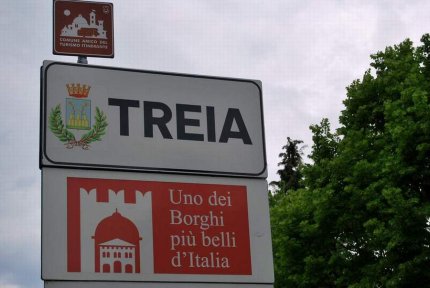 COMUNE AMICO DEL
TURISMO ITINERANTE
TREIA
Uno dei
Borghi
più belli
d'Italia